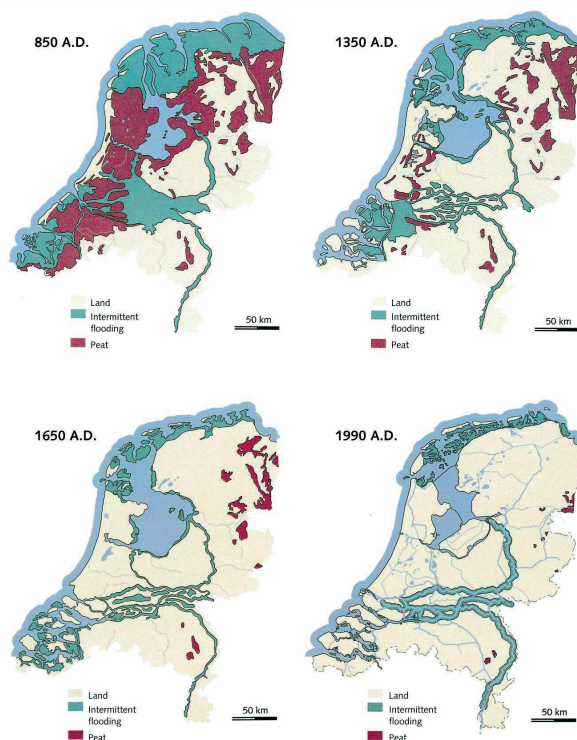 850 A.D.
Land
Intermittent
flooding
Peat
50 km
1350 A.D.
Land
Intermittent
flooding
Peat
50 km
1650 A.D.
Land
Intermittent
flooding
Peat
50 km
1990 A.D.
Land
Intermittent
flooding
Peat
50 km